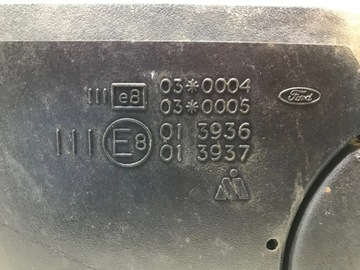 III e8 03*0004
03*0005
Ford
III E8 01 3936
01 3937